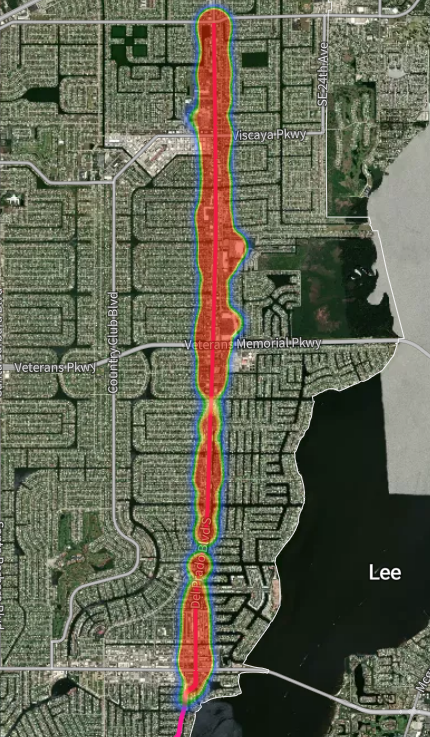 SE 24th Ave
Viscaya Pkwy
Country Club Blvd
Veterans Memorial Pkwy
Veterans Pkwy
Del Prado Blvd S
Lee